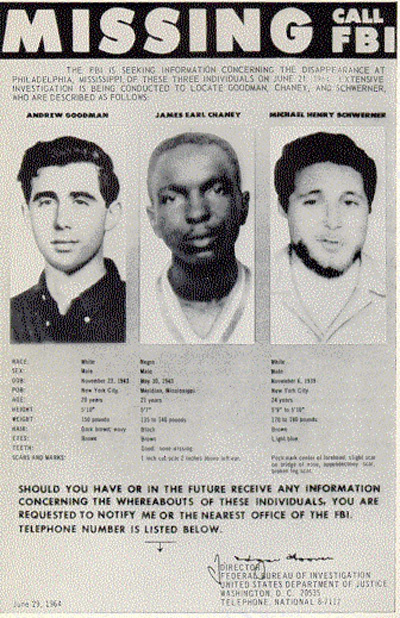 MISSING CALL
FBI
THE FBI IS SEEKING INFORMATION CONCERNING THE DISAPPEARANCE AT
PHILADELPHIA, MISSISSIPPI, OF THESE THREE INDIVIDUALS ON JUNE 21, 1964. EXTENSIVE
INVESTIGATION IS BEING CONDUCTED TO LOCATE GOODMAN, CHANEY, AND SCHWERNER,
WHO ARE DESCRIBED AS FOLLOWS:
ANDREW GOODMAN JAMES EARL CHANEY MICHAEL HENRY SCHWERNER
RACE: White Negro White
SEX: Male Male Male
DOB: November 23, 1943 May 30, 1943 November 6, 1939
POB: New York City Meridian, Mississippi New York City
AGE: 20 years 21 years 24 years
HEIGHT: 5'10" 5'7" 5'9" to 5'10"
WEIGHT: 150 pounds 135 to 140 pounds 170 to 180 pounds
HAIR: Dark brown; wavy Black Brown
EYES: Brown Brown Light blue
TEETH: Good: none missing
SCARS AND MARKS: 1 inch cut scar 2 inches above left ear. Pock mark center of forehead, slight scar
on bridge of nose, appendectomy scar,
broken leg scar.
SHOULD YOU HAVE OR IN THE FUTURE RECEIVE ANY INFORMATION
CONCERNING THE WHEREABOUTS OF THESE INDIVIDUALS, YOU ARE
REQUESTED TO NOTIFY ME OR THE NEAREST OFFICE OF THE FBI.
TELEPHONE NUMBER IS LISTED BELOW.
DIRECTOR
FEDERAL BUREAU OF INVESTIGATION
UNITED STATES DEPARTMENT OF JUSTICE
WASHINGTON, D. C. 20535
TELEPHONE, NATIONAL 8-7117
June 29, 1964